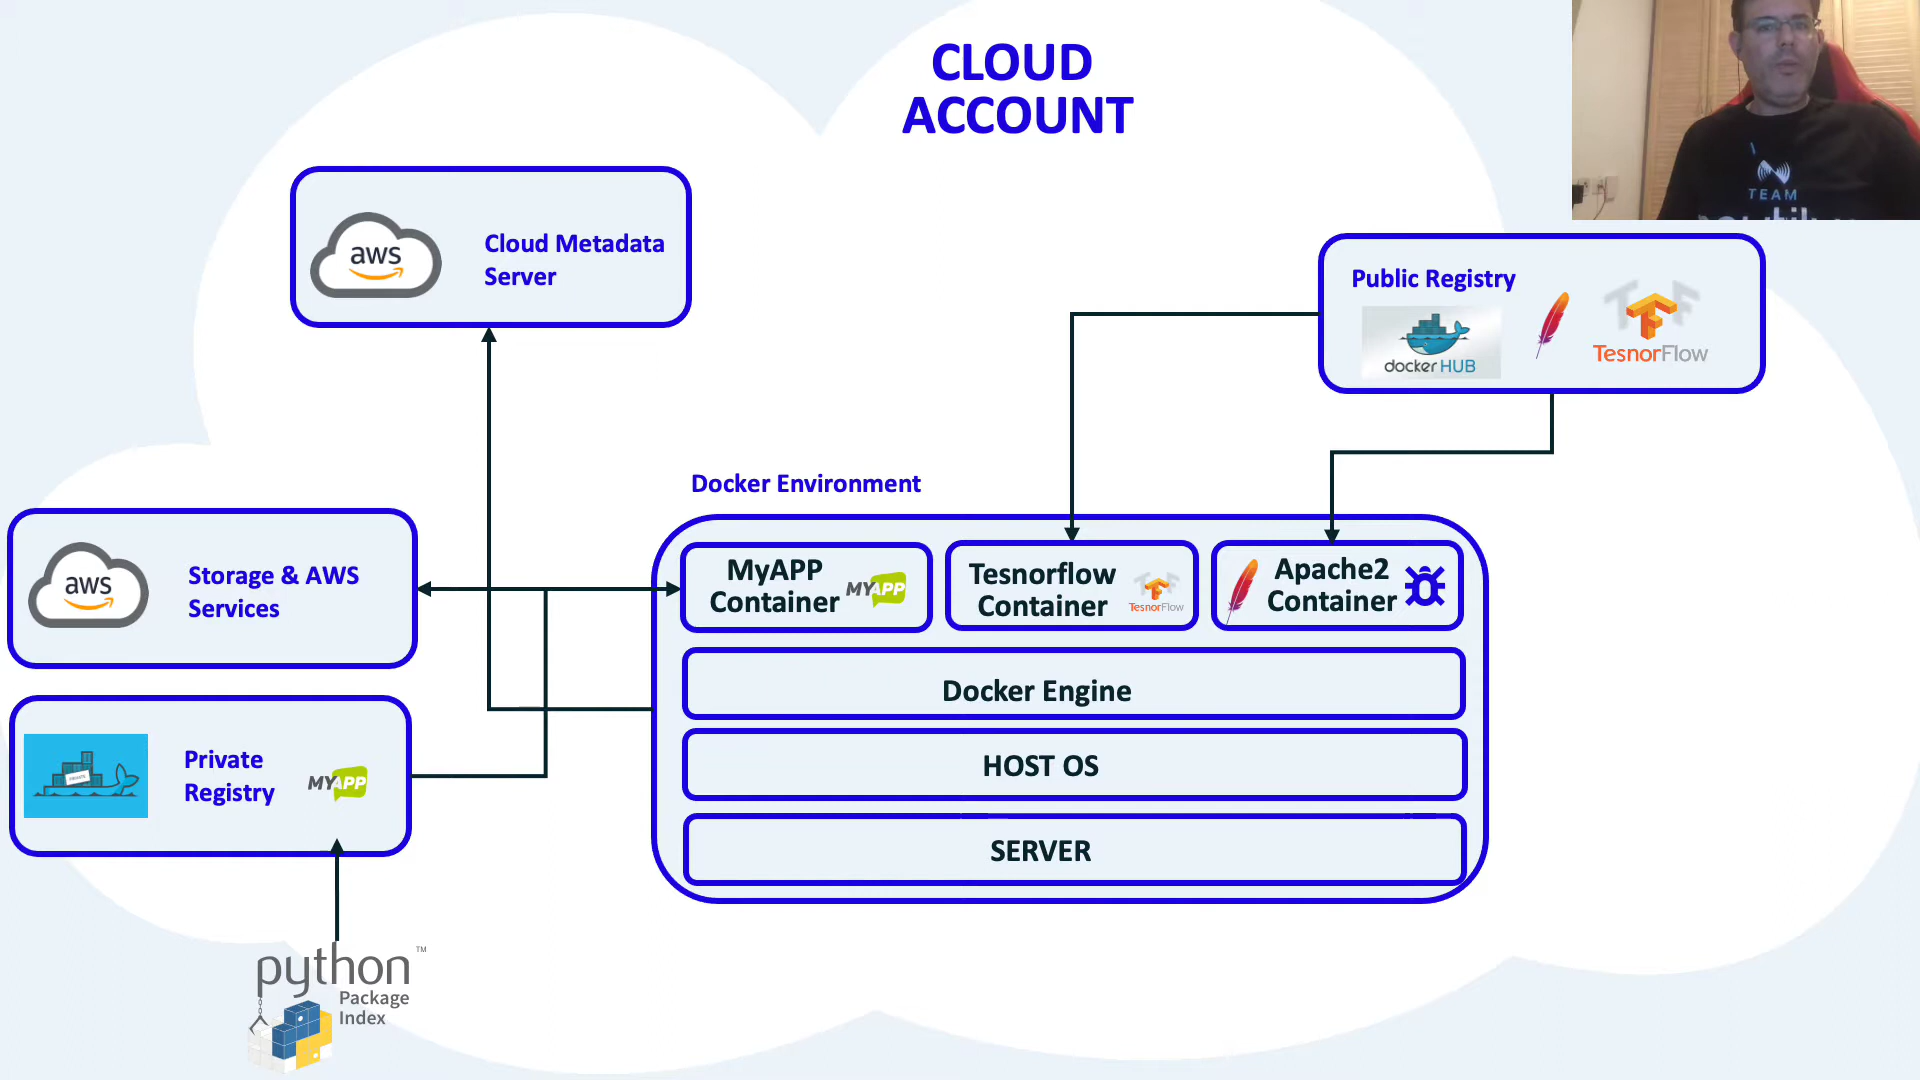 CLOUD
ACCOUNT
TEAM
aws
Cloud Metadata
Server
Public Registry
docker HUB
TesnorFlow
Docker Environment
aws
Storage & AWS
Services
MyAPP
Container
MYAPP
Tesnorflow
Container
TesnorFlow
Apache2
Container
Docker Engine
Private
Registry
MYAPP
HOST OS
SERVER
python™
Package
Index